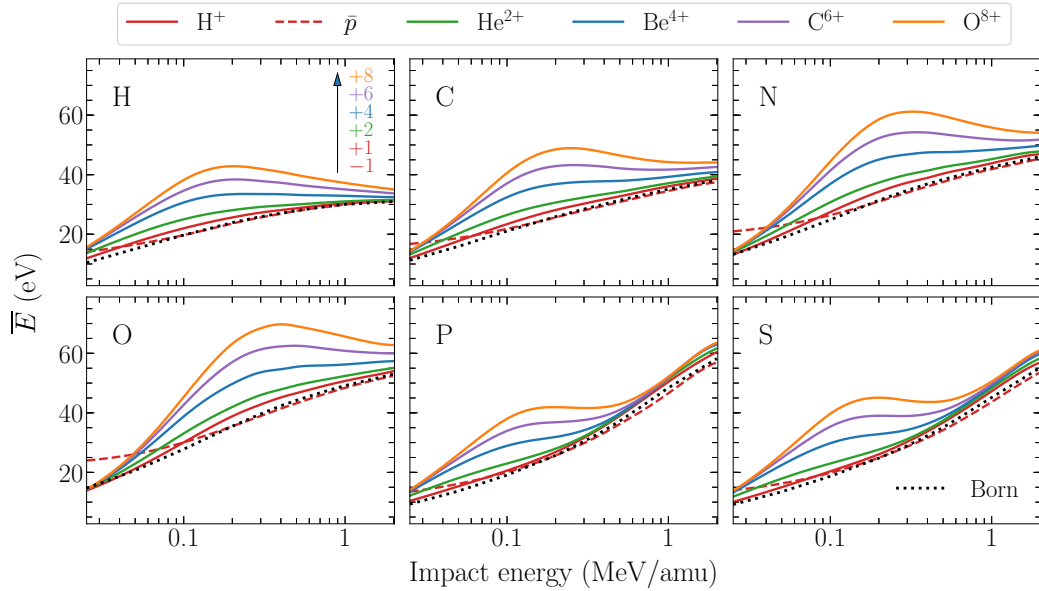 H⁺ p̄ He²⁺ Be⁴⁺ C⁶⁺ O⁸⁺
H C N
+8
+6
+4
+2
+1
−1
60
40
20
O P S
60
40
20
Born
E̅ (eV)
0.1 1 0.1 1 0.1 1
Impact energy (MeV/amu)